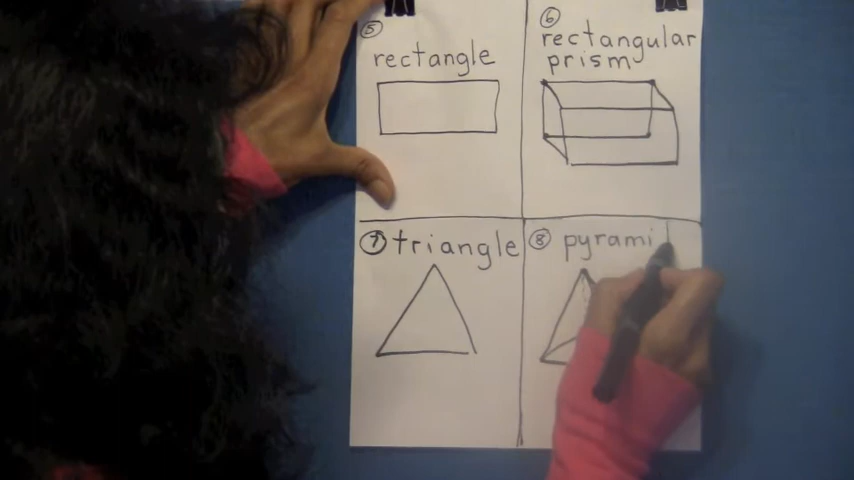 5
rectangle
6
rectangular
prism
7 triangle
8 pyrami